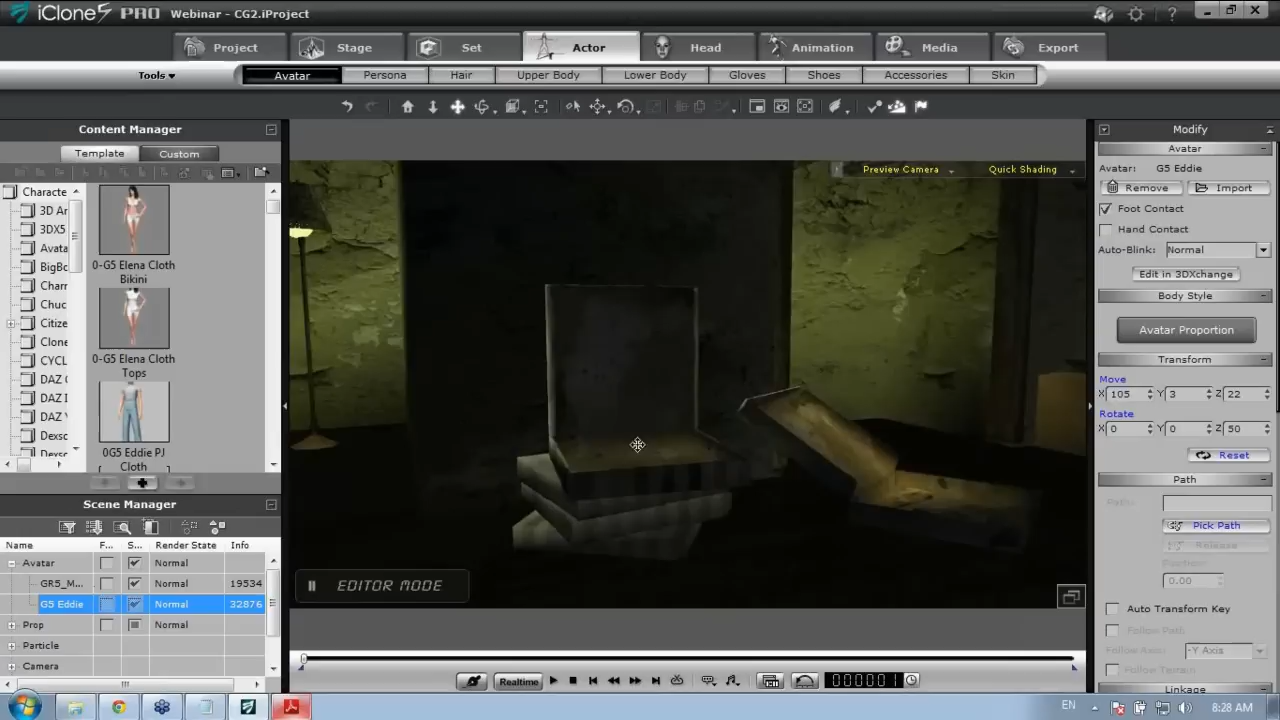 iClone5 PRO Webinar - CG2.iProject
Project Stage Set Actor Head Animation Media Export
Tools Avatar Persona Hair Upper Body Lower Body Gloves Shoes Accessories Skin
Content Manager
Template Custom
Characte
3D Ar
3DX5
Avata
BigBc
Charr
Chuc
Citize
Clone
CYCL
DAZ I
DAZ Y
Dexsc
0-G5 Elena Cloth
Bikini
0-G5 Elena Cloth
Tops
0G5 Eddie PJ
Cloth
Scene Manager
Name F... S... Render State Info
Avatar Normal
GR5_M... Normal 19534
G5 Eddie Normal 32876
Prop Normal
Particle
Camera
Preview Camera Quick Shading
EDITOR MODE
Realtime
000001
Modify
Avatar
Avatar: G5 Eddie
Remove Import
Foot Contact
Hand Contact
Auto-Blink: Normal
Edit in 3DXchange
Body Style
Avatar Proportion
Transform
Move
X 105 Y 3 Z 22
Rotate
X 0 Y 0 Z 50
Reset
Path
Path:
Pick Path
Release
Position:
0.00
Auto Transform Key
Follow Path
Follow Axis: -Y Axis
Follow Terrain
Linkage
EN 8:28 AM